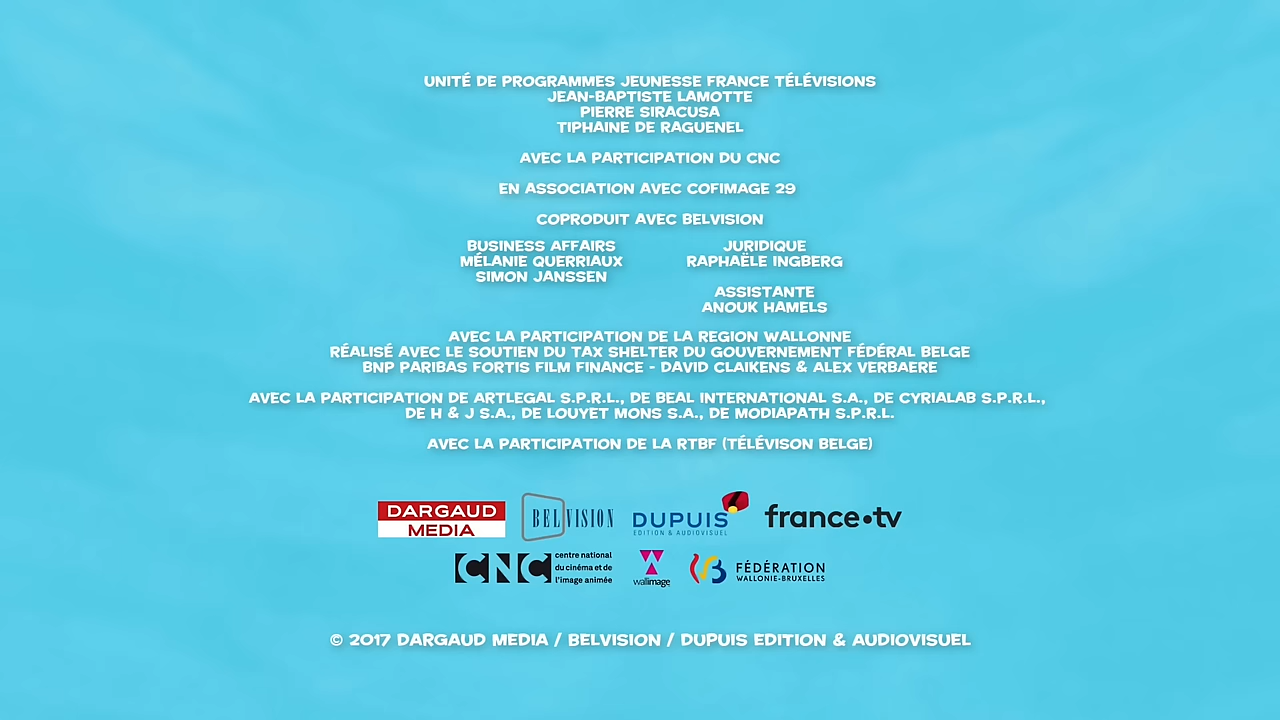 UNITÉ DE PROGRAMMES JEUNESSE FRANCE TÉLÉVISIONS
JEAN-BAPTISTE LAMOTTE
PIERRE SIRACUSA
TIPHAINE DE RAGUENEL
AVEC LA PARTICIPATION DU CNC
EN ASSOCIATION AVEC COFIMAGE 29
COPRODUIT AVEC BELVISION
BUSINESS AFFAIRS
MÉLANIE QUERRIAUX
SIMON JANSSEN
JURIDIQUE
RAPHAËLE INGBERG
ASSISTANTE
ANOUK HAMELS
AVEC LA PARTICIPATION DE LA REGION WALLONNE
RÉALISÉ AVEC LE SOUTIEN DU TAX SHELTER DU GOUVERNEMENT FÉDÉRAL BELGE
BNP PARIBAS FORTIS FILM FINANCE - DAVID CLAIKENS & ALEX VERBAERE
AVEC LA PARTICIPATION DE ARTLEGAL S.P.R.L., DE BEAL INTERNATIONAL S.A., DE CYRIALAB S.P.R.L.,
DE H & J S.A., DE LOUYET MONS S.A., DE MODIAPATH S.P.R.L.
AVEC LA PARTICIPATION DE LA RTBF (TÉLÉVISON BELGE)
DARGAUD
MEDIA
BELVISION
DUPUIS
EDITION & AUDIOVISUEL
france•tv
CNC
centre national
du cinéma et de
l'image animée
wallimage
FÉDÉRATION
WALLONIE-BRUXELLES
© 2017 DARGAUD MEDIA / BELVISION / DUPUIS EDITION & AUDIOVISUEL